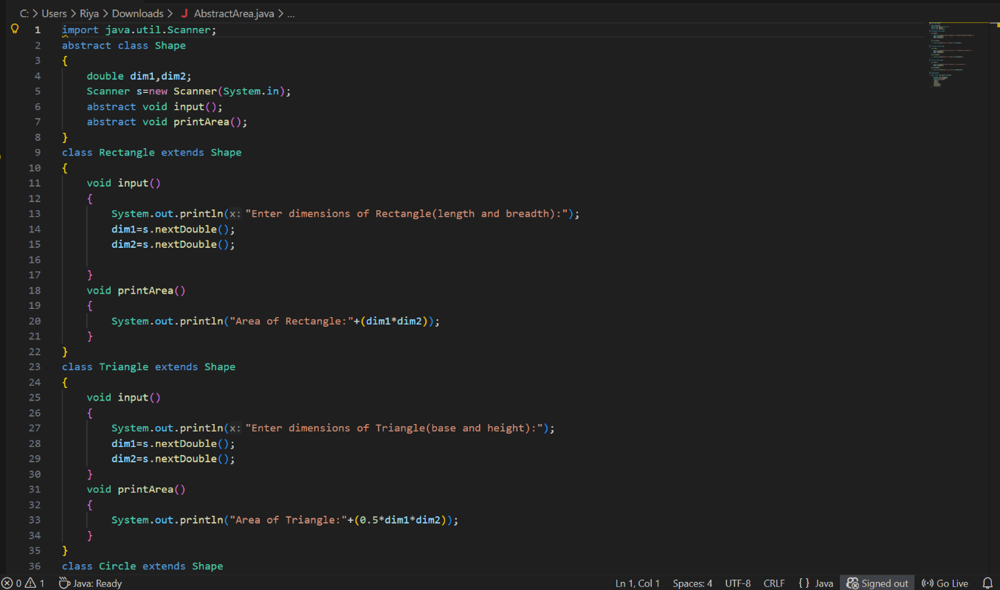 C: > Users > Riya > Downloads > J AbstractArea.java > ...
1 import java.util.Scanner;
2 abstract class Shape
3 {
4     double dim1,dim2;
5     Scanner s=new Scanner(System.in);
6     abstract void input();
7     abstract void printArea();
8 }
9 class Rectangle extends Shape
10 {
11     void input()
12     {
13         System.out.println(x: "Enter dimensions of Rectangle(length and breadth):");
14         dim1=s.nextDouble();
15         dim2=s.nextDouble();
16
17     }
18     void printArea()
19     {
20         System.out.println("Area of Rectangle:"+(dim1*dim2));
21     }
22 }
23 class Triangle extends Shape
24 {
25     void input()
26     {
27         System.out.println(x: "Enter dimensions of Triangle(base and height):");
28         dim1=s.nextDouble();
29         dim2=s.nextDouble();
30     }
31     void printArea()
32     {
33         System.out.println("Area of Triangle:"+(0.5*dim1*dim2));
34     }
35 }
36 class Circle extends Shape
0 1 Java: Ready Ln 1, Col 1 Spaces: 4 UTF-8 CRLF { } Java Signed out Go Live